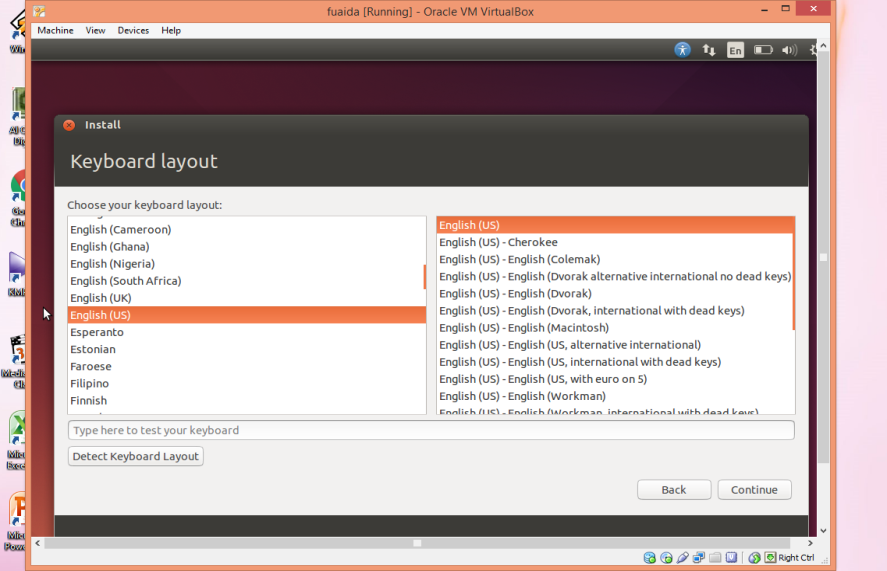 fuaida [Running] - Oracle VM VirtualBox
Machine View Devices Help
En
Install
Keyboard layout
Choose your keyboard layout:
English (Cameroon)
English (Ghana)
English (Nigeria)
English (South Africa)
English (UK)
English (US)
Esperanto
Estonian
Faroese
Filipino
Finnish
English (US)
English (US) - Cherokee
English (US) - English (Colemak)
English (US) - English (Dvorak alternative international no dead keys)
English (US) - English (Dvorak)
English (US) - English (Dvorak, international with dead keys)
English (US) - English (Macintosh)
English (US) - English (US, alternative international)
English (US) - English (US, international with dead keys)
English (US) - English (US, with euro on 5)
English (US) - English (Workman)
English (US) - English (Workman, international with dead keys)
Type here to test your keyboard
Detect Keyboard Layout
Back Continue
Right Ctrl